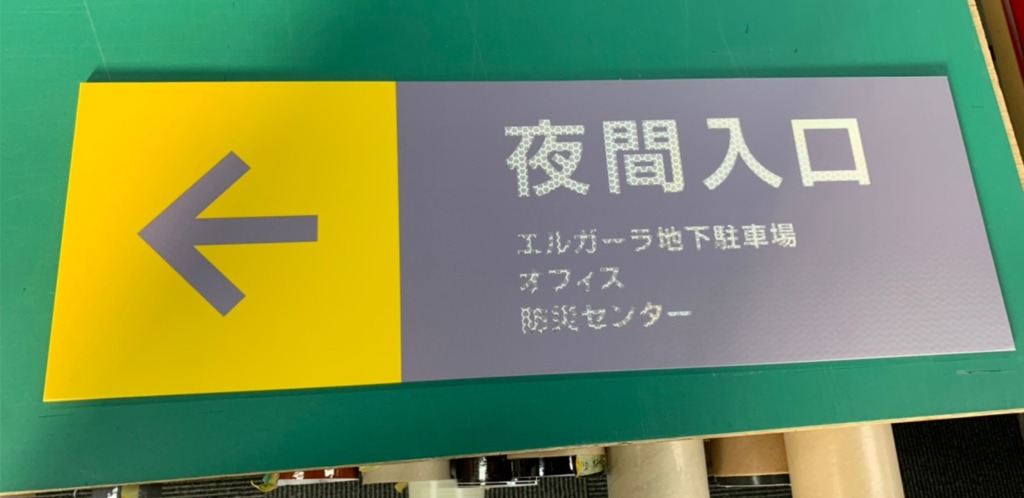 夜間入口
エルガーラ地下駐車場
オフィス
防災センター